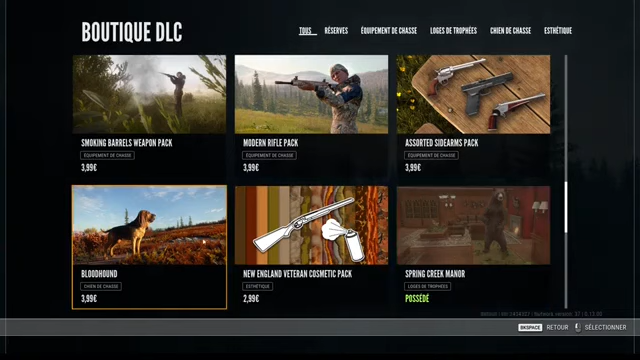 BOUTIQUE DLC
TOUS RÉSERVES ÉQUIPEMENT DE CHASSE LOGES DE TROPHÉES CHIEN DE CHASSE ESTHÉTIQUE
SMOKING BARRELS WEAPON PACK
ÉQUIPEMENT DE CHASSE
3,99€
MODERN RIFLE PACK
ÉQUIPEMENT DE CHASSE
3,99€
ASSORTED SIDEARMS PACK
ÉQUIPEMENT DE CHASSE
3,99€
BLOODHOUND
CHIEN DE CHASSE
3,99€
NEW ENGLAND VETERAN COSMETIC PACK
ESTHÉTIQUE
2,99€
SPRING CREEK MANOR
LOGES DE TROPHÉES
POSSÉDÉ
BKSPACE RETOUR SÉLECTIONNER